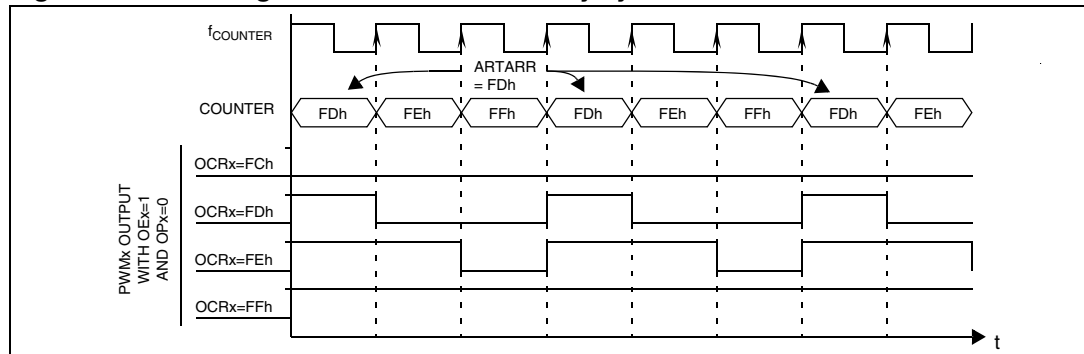 fCOUNTER
ARTARR
= FDh
COUNTER
FDh FEh FFh FDh FEh FFh FDh FEh
OCRx=FCh
OCRx=FDh
OCRx=FEh
OCRx=FFh
PWMx OUTPUT
WITH OEx=1
AND OPx=0
t